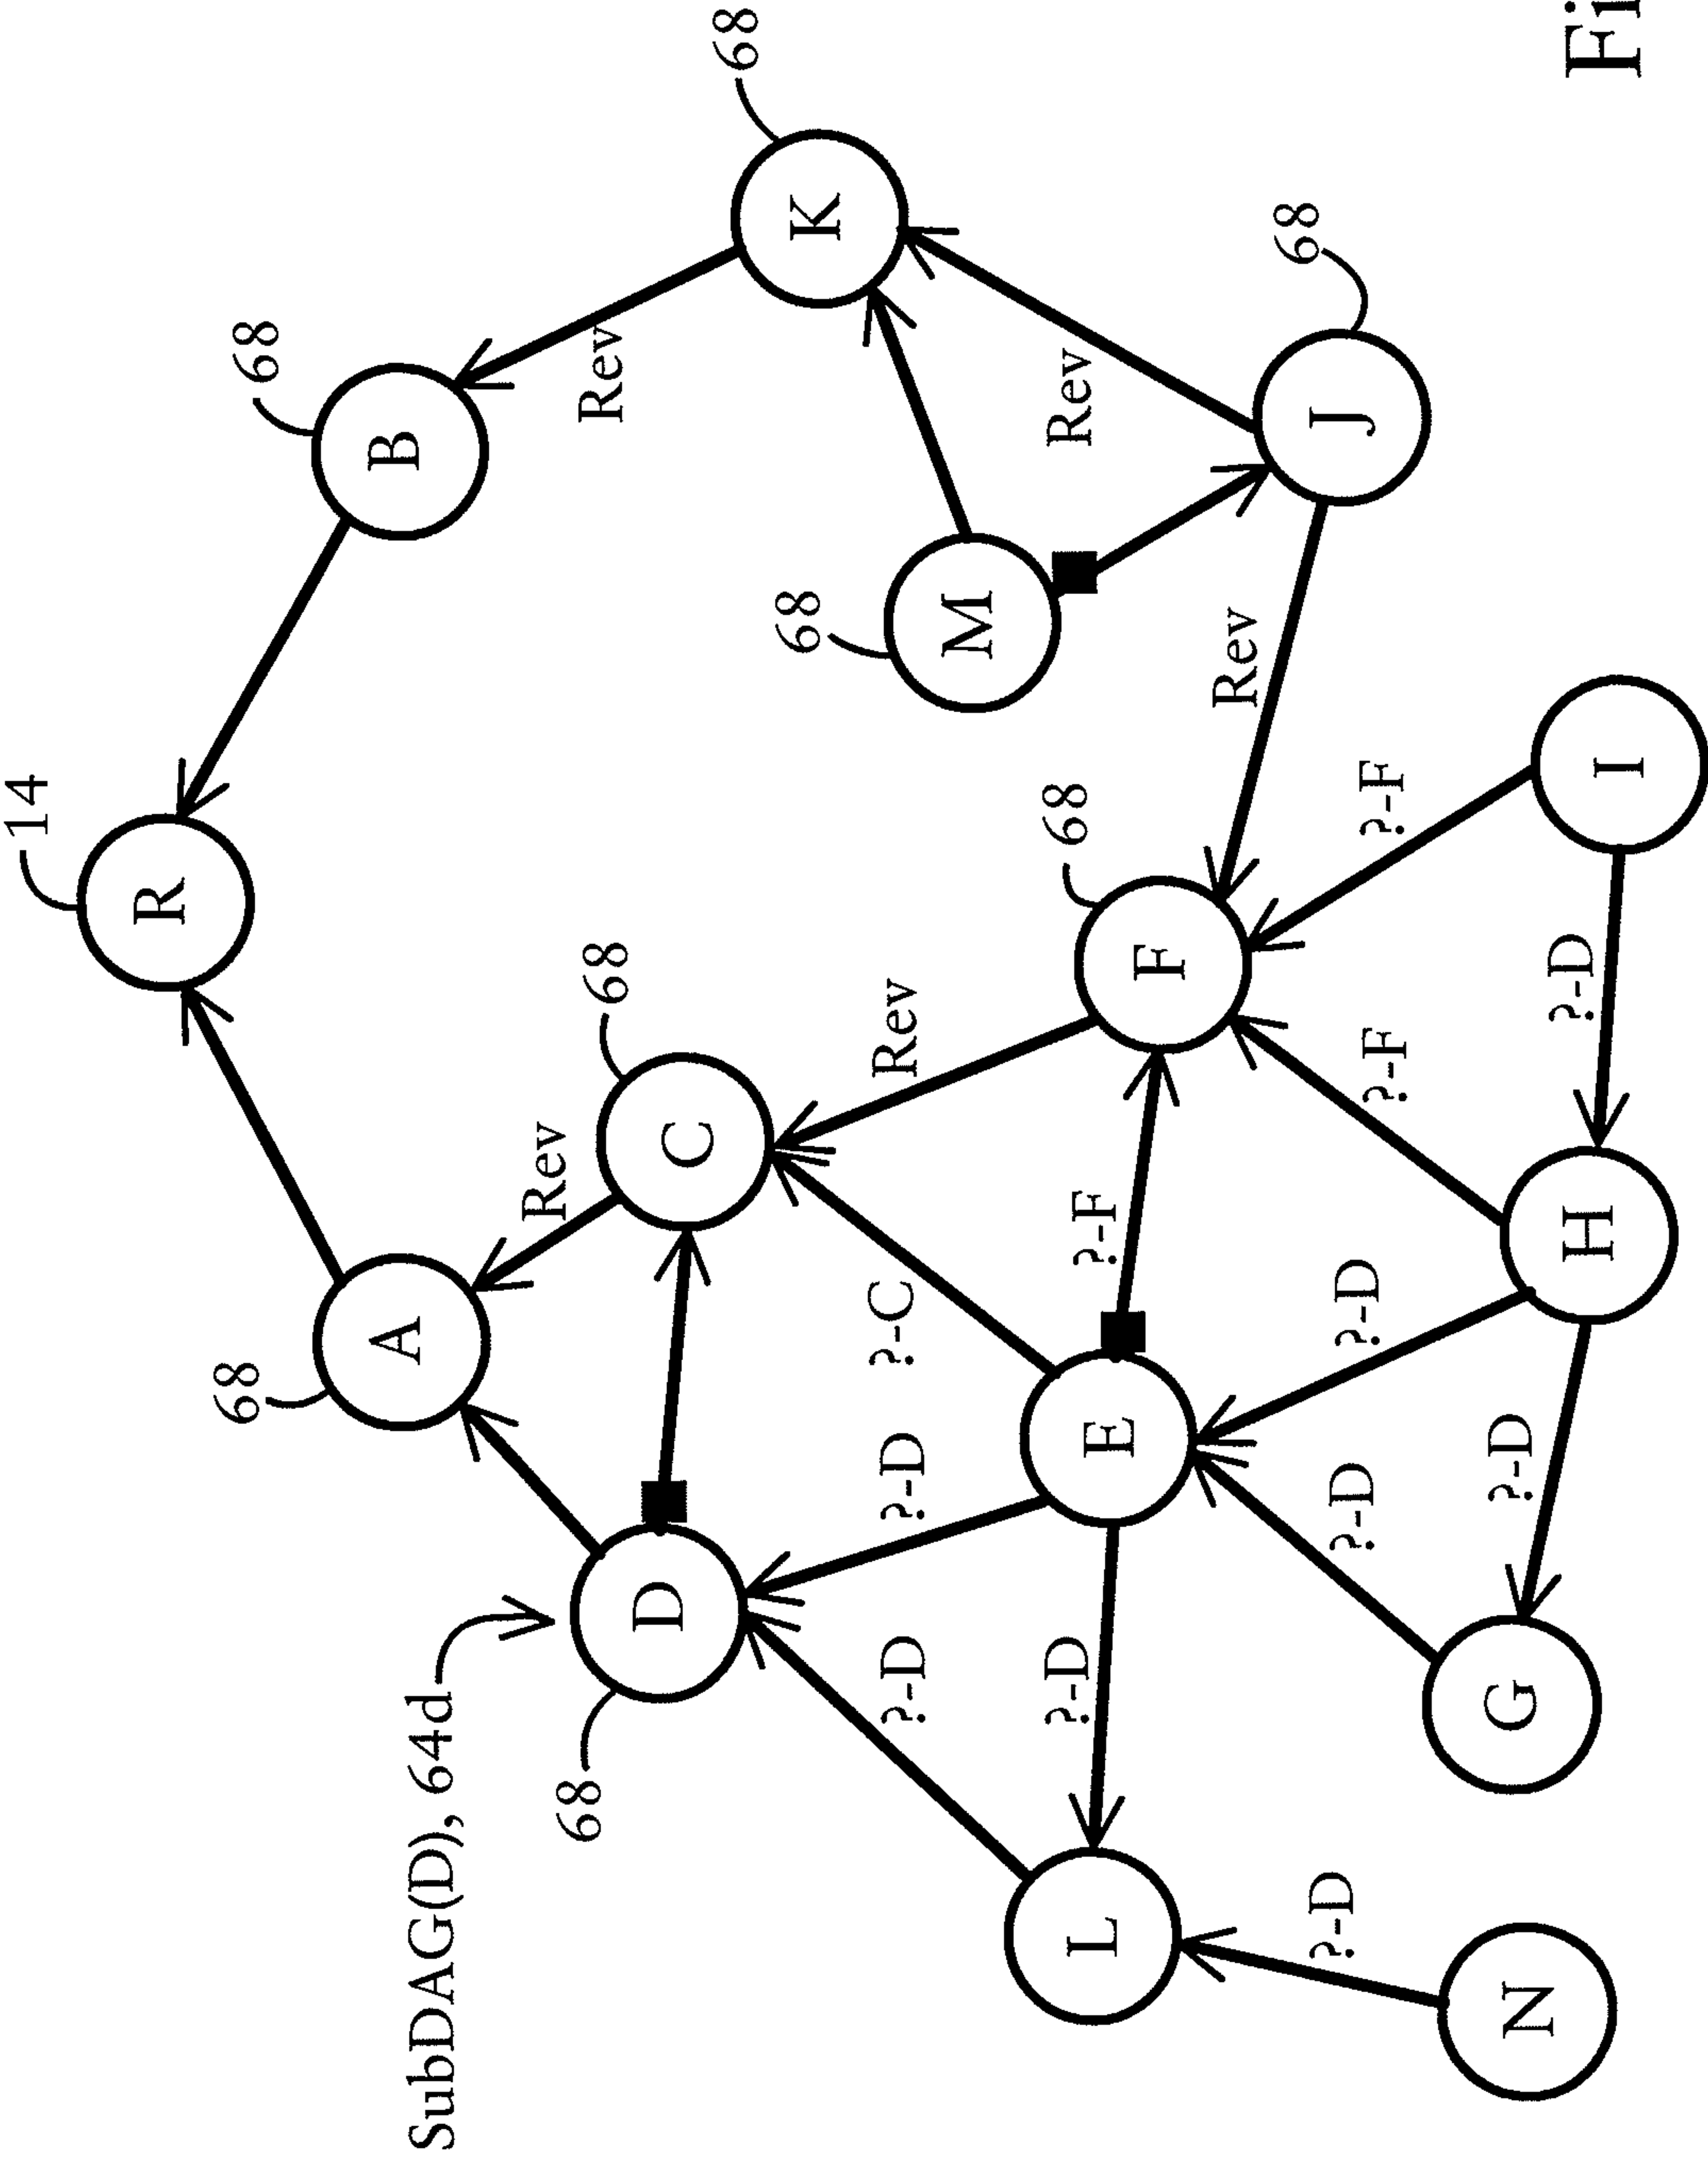 14
R
68
68
A
B
SubDAG(D), 64d
Rev
68
68
Rev
D
C
68
68
K
?-D
?-D
?-C
Rev
M
?-D
?-F
68
Rev
L
E
F
Rev
68
J
?-D
?-D
?-D
?-F
?-F
N
G
?-D
H
?-D
I
Fi